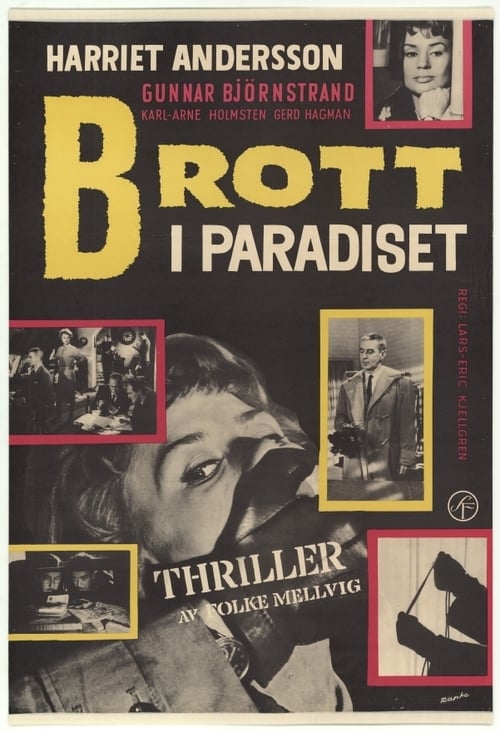 HARRIET ANDERSSON
GUNNAR BJÖRNSTRAND
KARL-ARNE HOLMSTEN GERD HAGMAN
BROTT
I PARADISET
REGI: LARS-ERIC KJELLGREN
SF
THRILLER
AV FOLKE MELLVIG